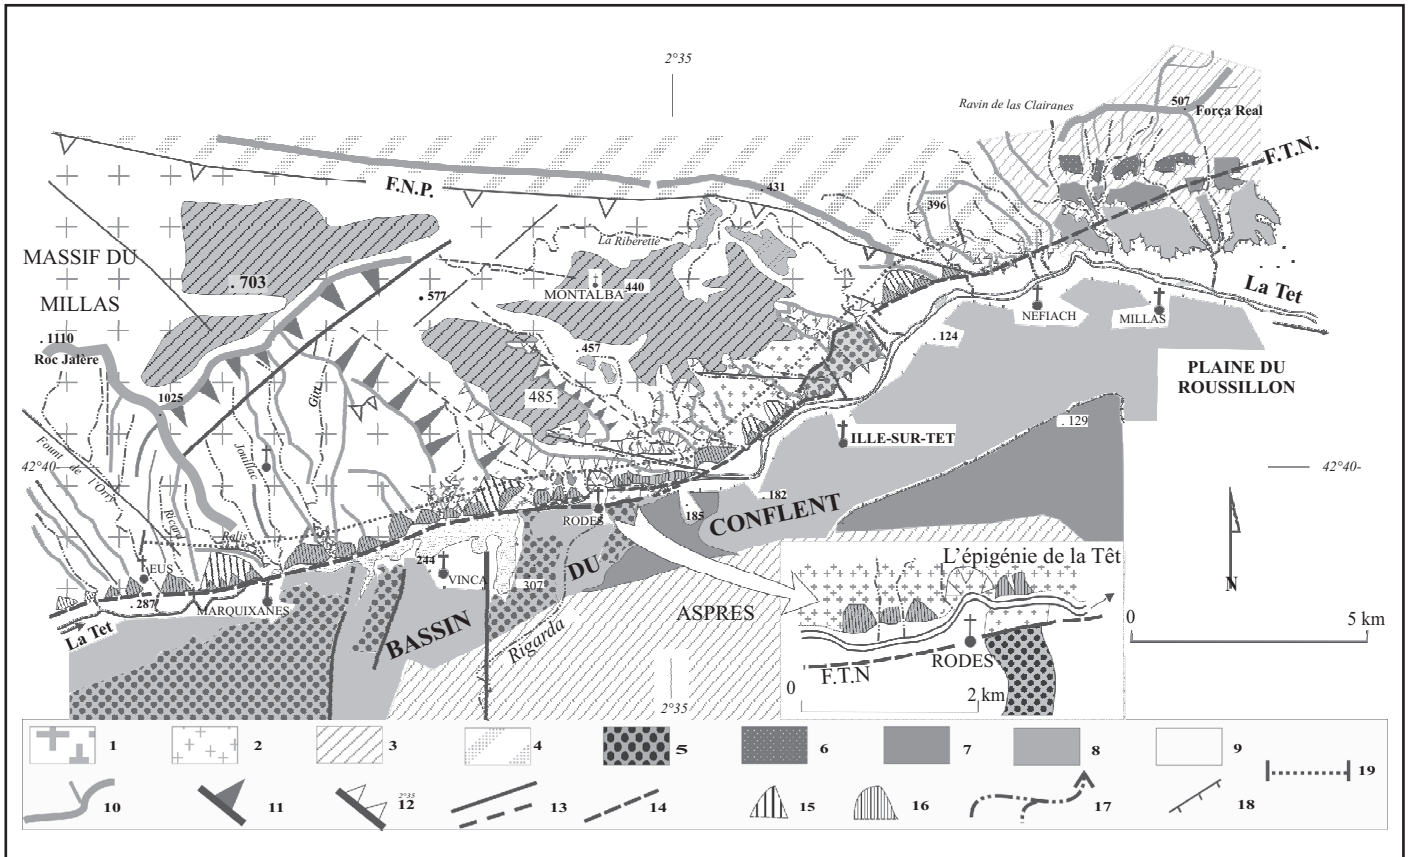 2°35
Ravin de las Clairanes
507
Força Real
F.T.N.
F.N.P.
431
396
La Riberette
MASSIF DU
MILLAS
. 703
. 577
MONTALBA
440
La Tet
NEFIACH
MILLAS
. 1110
Roc Jalère
.457
. 124
PLAINE DU
ROUSSILLON
1025
485
. 129
ILLE-SUR-TET
Fount de
l'Orry
42°40
42°40
. 182
185
CONFLENT
RODES
DU
BASSIN
Ralis
EUS
244
VINCA
307
. 287
MARQUIXANES
La Tet
Rigarda
ASPRES
L'épigénie de la Têt
RODES
F.T.N
0
2 km
N
0
5 km
2°35
1
2
3
4
5
6
7
8
9
19
10
11
12
2°35
13
14
15
16
17
18